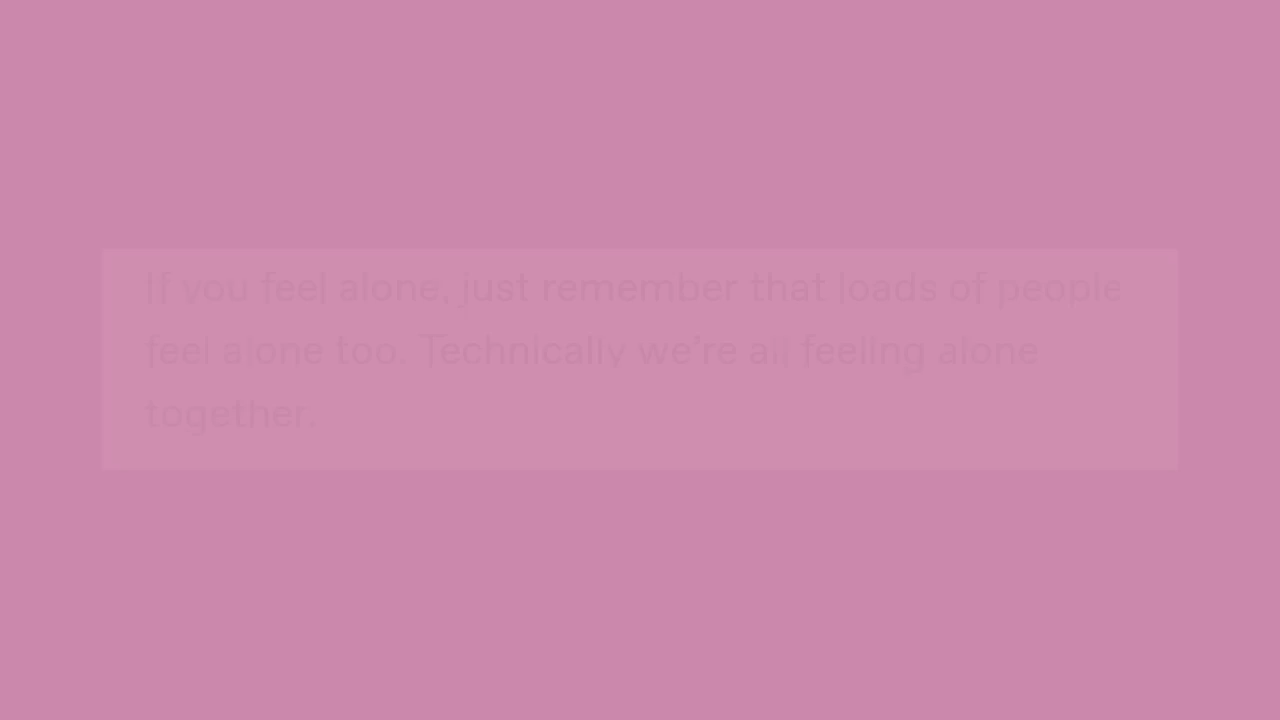 If you feel alone, just remember that loads of people
feel alone too. Technically we're all feeling alone
together.